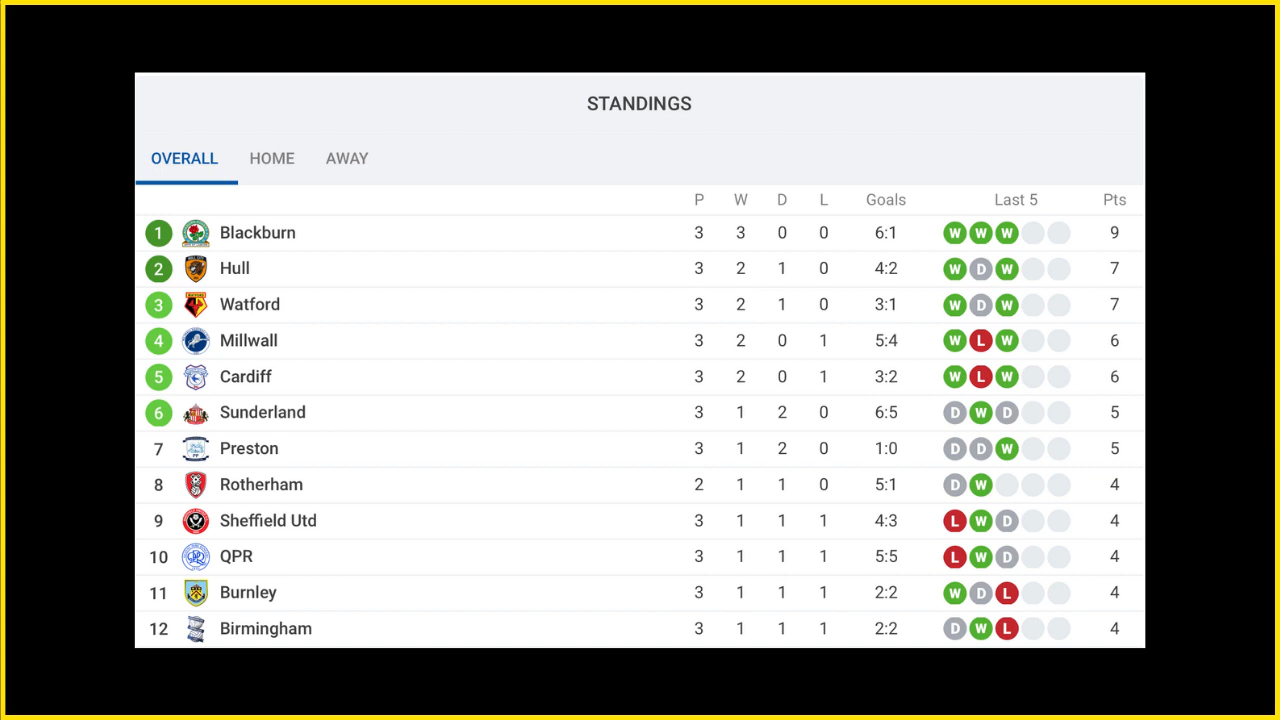 STANDINGS
OVERALL HOME AWAY
P W D L Goals Last 5 Pts
1 Blackburn 3 3 0 0 6:1 W W W 9
2 Hull 3 2 1 0 4:2 W D W 7
3 Watford 3 2 1 0 3:1 W D W 7
4 Millwall 3 2 0 1 5:4 W L W 6
5 Cardiff 3 2 0 1 3:2 W L W 6
6 Sunderland 3 1 2 0 6:5 D W D 5
7 Preston 3 1 2 0 1:0 D D W 5
8 Rotherham 2 1 1 0 5:1 D W 4
9 Sheffield Utd 3 1 1 1 4:3 L W D 4
10 QPR 3 1 1 1 5:5 L W D 4
11 Burnley 3 1 1 1 2:2 W D L 4
12 Birmingham 3 1 1 1 2:2 D W L 4